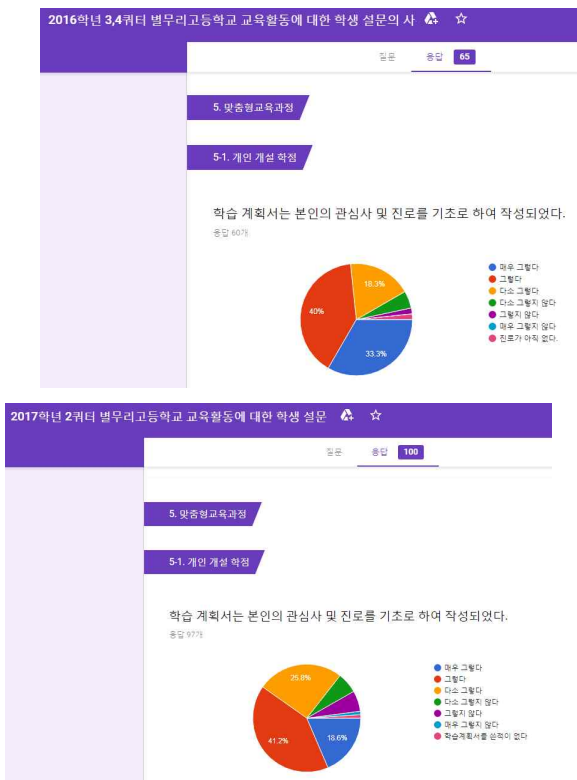 2016학년 3,4쿼터 별무리고등학교 교육활동에 대한 학생 설문의 사
질문 응답 65
5. 맞춤형교육과정
5-1. 개인 개설 학점
학습 계획서는 본인의 관심사 및 진로를 기초로 하여 작성되었다.
응답 60개
18.3%
40%
33.3%
매우 그렇다
그렇다
다소 그렇다
다소 그렇지 않다
그렇지 않다
매우 그렇지 않다
진로가 아직 없다.
2017학년 2쿼터 별무리고등학교 교육활동에 대한 학생 설문
질문 응답 100
5. 맞춤형교육과정
5-1. 개인 개설 학점
학습 계획서는 본인의 관심사 및 진로를 기초로 하여 작성되었다.
응답 97개
25.8%
41.2%
18.6%
매우 그렇다
그렇다
다소 그렇다
다소 그렇지 않다
그렇지 않다
매우 그렇지 않다
학습계획서를 쓴적이 없다